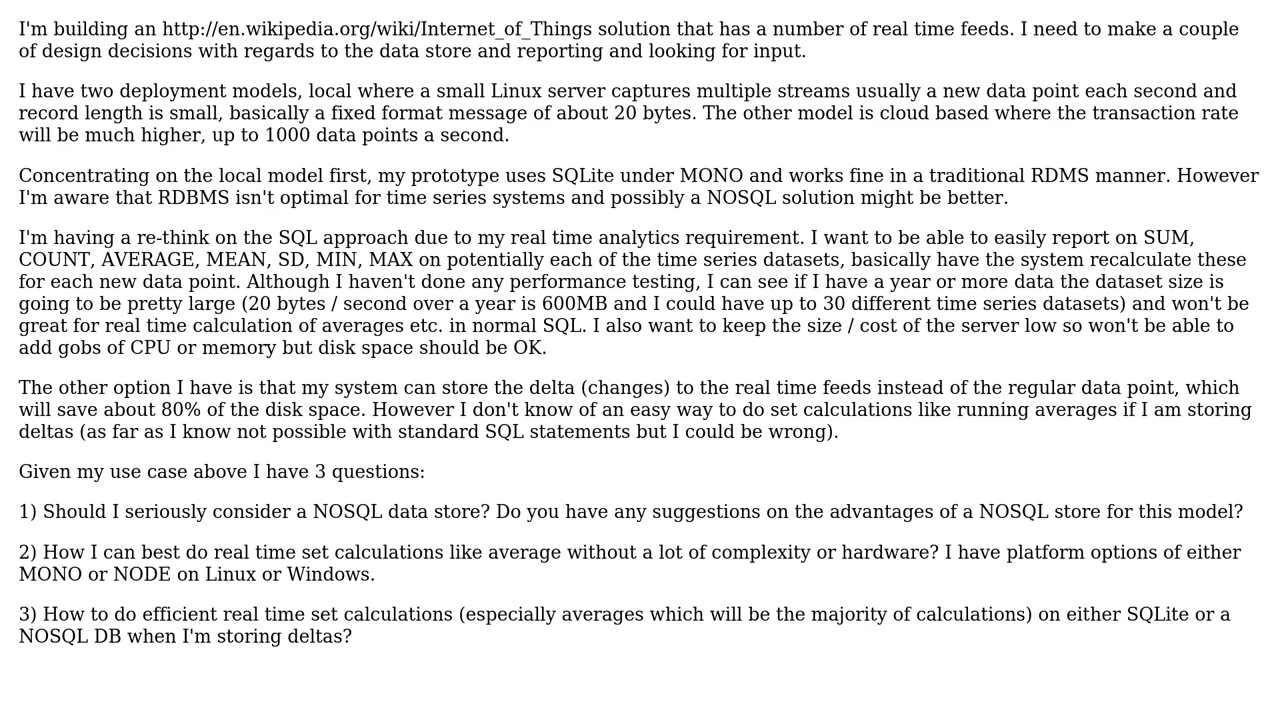 I'm building an http://en.wikipedia.org/wiki/Internet_of_Things solution that has a number of real time feeds. I need to make a couple
of design decisions with regards to the data store and reporting and looking for input.
I have two deployment models, local where a small Linux server captures multiple streams usually a new data point each second and
record length is small, basically a fixed format message of about 20 bytes. The other model is cloud based where the transaction rate
will be much higher, up to 1000 data points a second.
Concentrating on the local model first, my prototype uses SQLite under MONO and works fine in a traditional RDMS manner. However
I'm aware that RDBMS isn't optimal for time series systems and possibly a NOSQL solution might be better.
I'm having a re-think on the SQL approach due to my real time analytics requirement. I want to be able to easily report on SUM,
COUNT, AVERAGE, MEAN, SD, MIN, MAX on potentially each of the time series datasets, basically have the system recalculate these
for each new data point. Although I haven't done any performance testing, I can see if I have a year or more data the dataset size is
going to be pretty large (20 bytes / second over a year is 600MB and I could have up to 30 different time series datasets) and won't be
great for real time calculation of averages etc. in normal SQL. I also want to keep the size / cost of the server low so won't be able to
add gobs of CPU or memory but disk space should be OK.
The other option I have is that my system can store the delta (changes) to the real time feeds instead of the regular data point, which
will save about 80% of the disk space. However I don't know of an easy way to do set calculations like running averages if I am storing
deltas (as far as I know not possible with standard SQL statements but I could be wrong).
Given my use case above I have 3 questions:
1) Should I seriously consider a NOSQL data store? Do you have any suggestions on the advantages of a NOSQL store for this model?
2) How I can best do real time set calculations like average without a lot of complexity or hardware? I have platform options of either
MONO or NODE on Linux or Windows.
3) How to do efficient real time set calculations (especially averages which will be the majority of calculations) on either SQLite or a
NOSQL DB when I'm storing deltas?